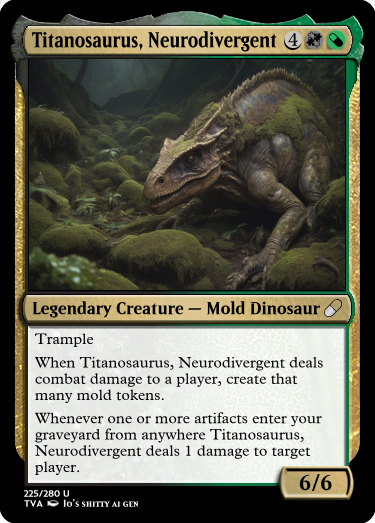 Titanosaurus, Neurodivergent 4
Legendary Creature — Mold Dinosaur
Trample
When Titanosaurus, Neurodivergent deals
combat damage to a player, create that
many mold tokens.
Whenever one or more artifacts enter your
graveyard from anywhere Titanosaurus,
Neurodivergent deals 1 damage to target
player.
6/6
225/280 U
TVA Io's shitty ai gen